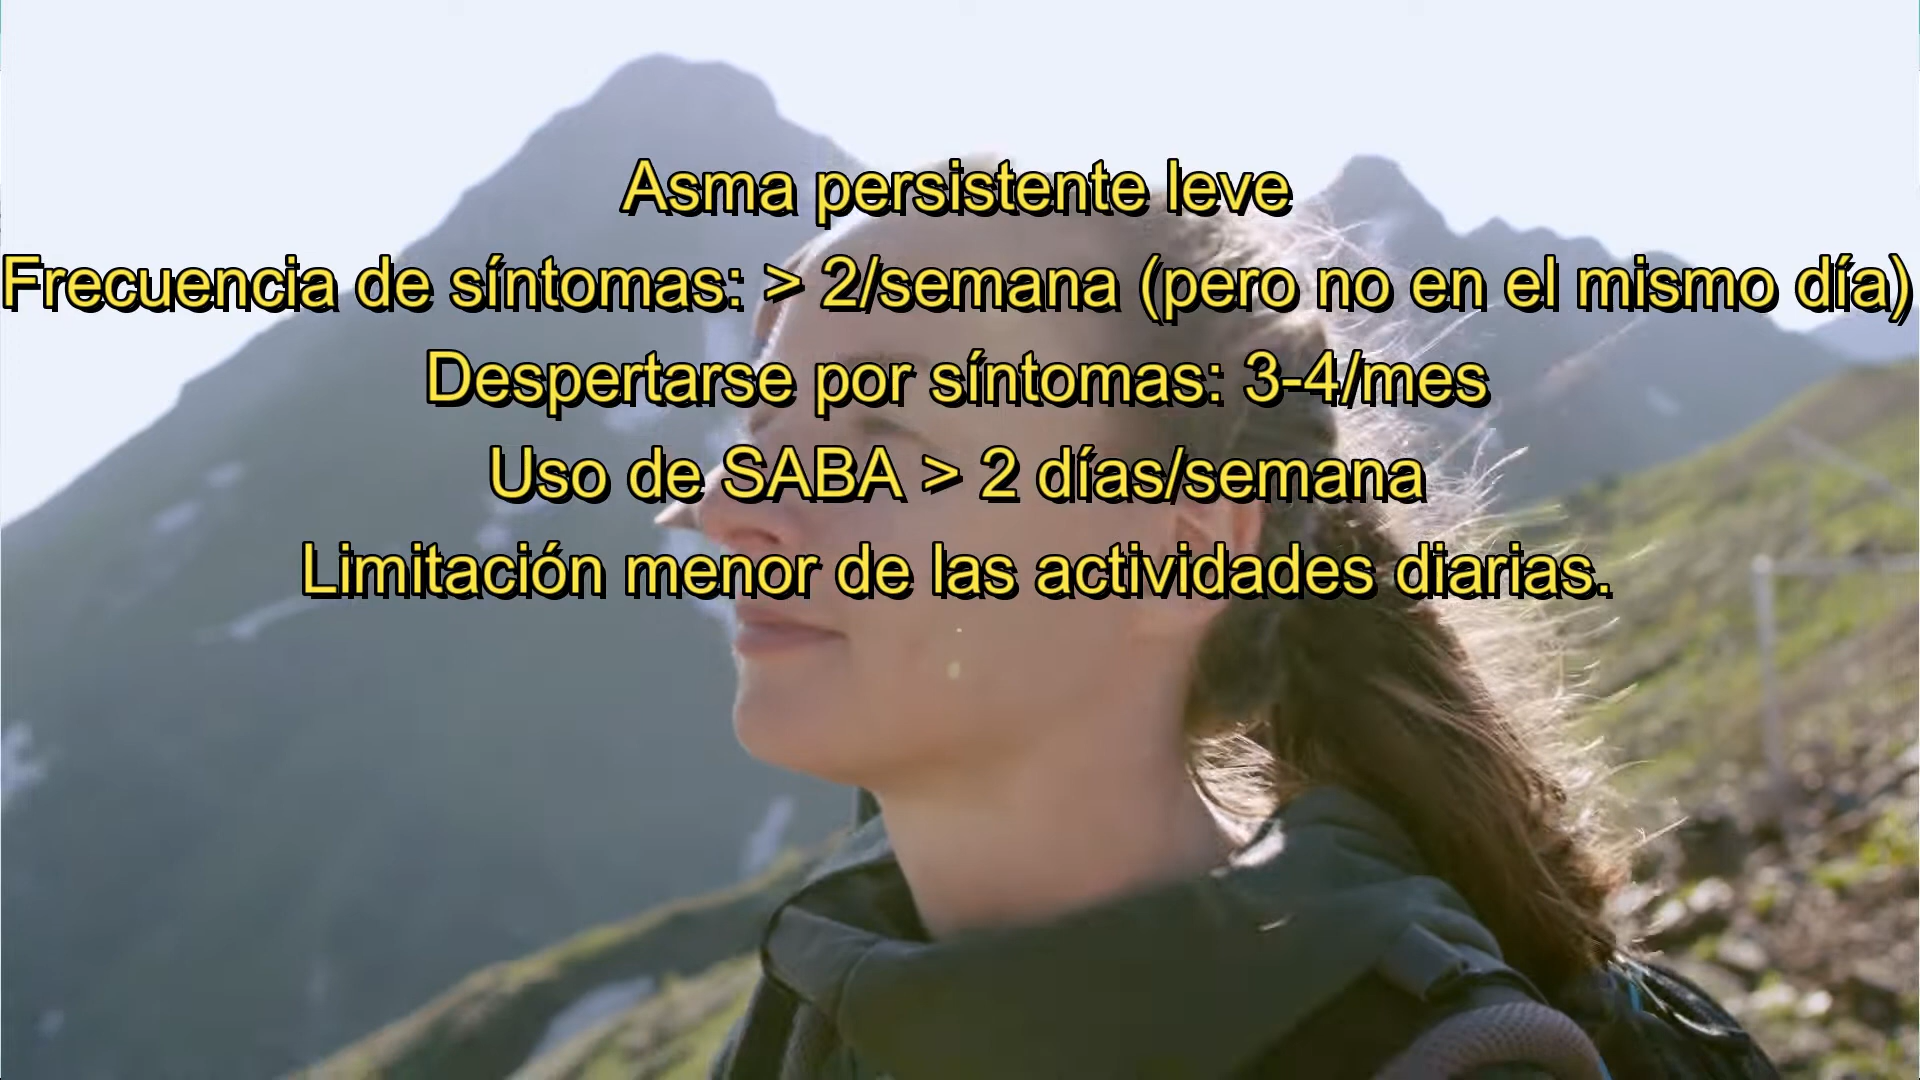 Asma persistente leve
Frecuencia de síntomas: > 2/semana (pero no en el mismo día)
Despertarse por síntomas: 3-4/mes
Uso de SABA > 2 días/semana
Limitación menor de las actividades diarias.